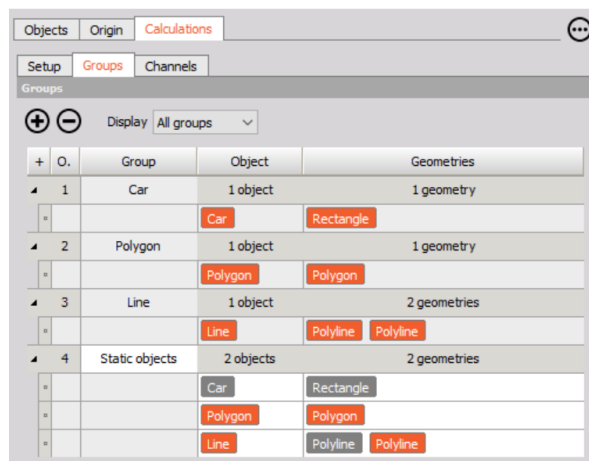 Objects Origin Calculations
Setup Groups Channels
Groups
Display All groups
+ O. Group Object Geometries
1 Car 1 object 1 geometry
Car Rectangle
2 Polygon 1 object 1 geometry
Polygon Polygon
3 Line 1 object 2 geometries
Line Polyline Polyline
4 Static objects 2 objects 2 geometries
Car Rectangle
Polygon Polygon
Line Polyline Polyline